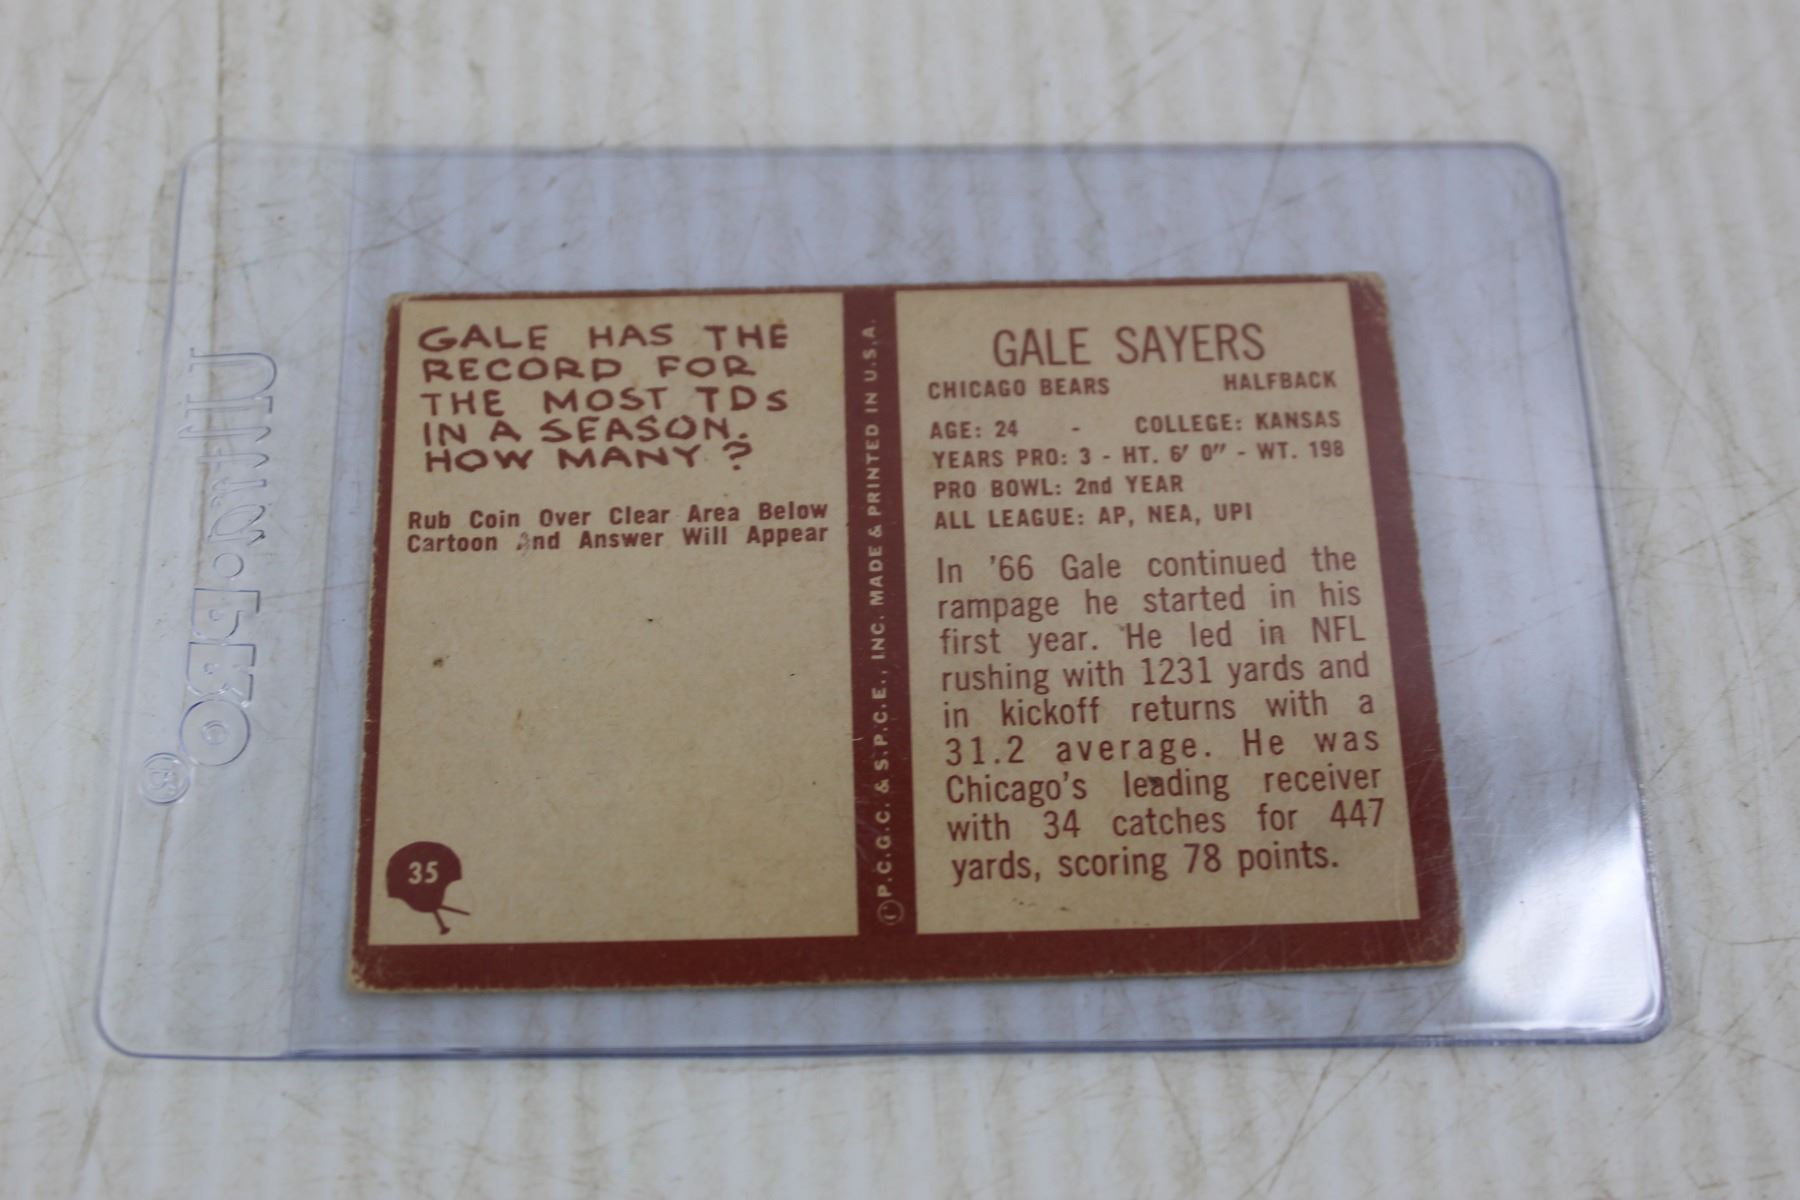 GALE HAS THE
RECORD FOR
THE MOST TDs
IN A SEASON.
HOW MANY?
Rub Coin Over Clear Area Below
Cartoon And Answer Will Appear
35
© P.C.G.C. & S.P.C.E., INC. MADE & PRINTED IN U.S.A.
GALE SAYERS
CHICAGO BEARS HALFBACK
AGE: 24 - COLLEGE: KANSAS
YEARS PRO: 3 - HT. 6' 0" - WT. 198
PRO BOWL: 2nd YEAR
ALL LEAGUE: AP, NEA, UPI
In '66 Gale continued the
rampage he started in his
first year. He led in NFL
rushing with 1231 yards and
in kickoff returns with a
31.2 average. He was
Chicago's leading receiver
with 34 catches for 447
yards, scoring 78 points.